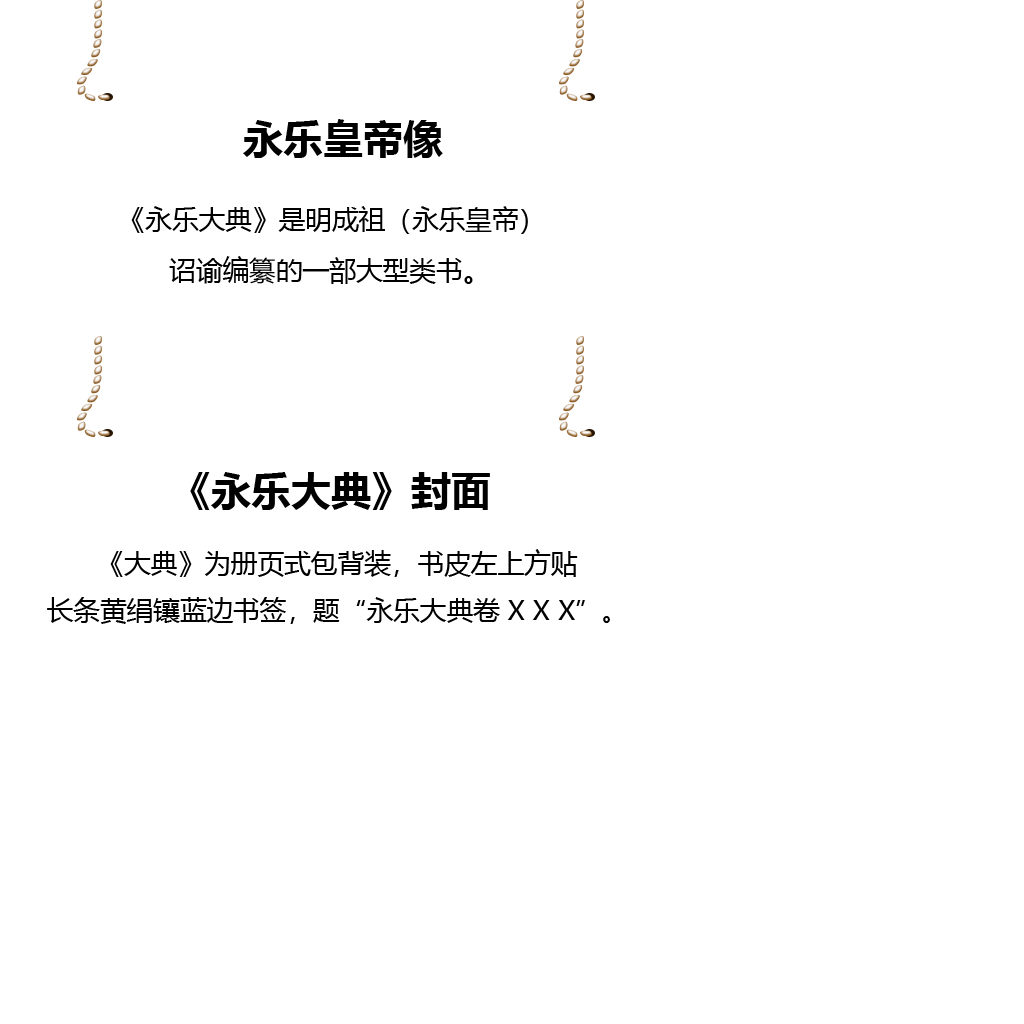 永乐皇帝像
《永乐大典》是明成祖（永乐皇帝）
诏谕编纂的一部大型类书。
《永乐大典》封面
《大典》为册页式包背装，书皮左上方贴
长条黄绢镶蓝边书签，题“永乐大典卷 X X X”。